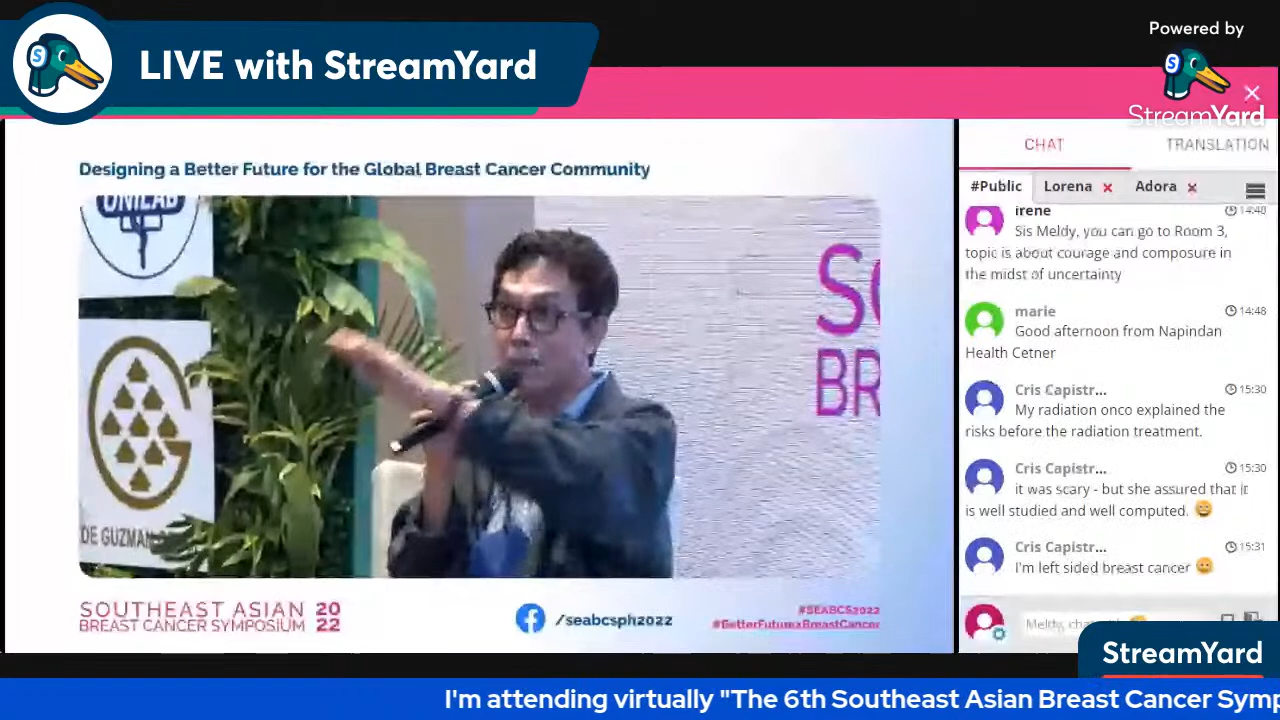 LIVE with StreamYard
Powered by
StreamYard
Designing a Better Future for the Global Breast Cancer Community
UNILAB
DE GUZMAN
SOUTHEAST ASIAN 2022
BREAST CANCER SYMPOSIUM
/seabcsph2022
#SEABCS2022
#BetterFuture4BreastCancer
CHAT
TRANSLATION
#Public
Lorena
Adora
irene
14:40
Sis Meldy, you can go to Room 3,
topic is about courage and composure in
the midst of uncertainty
marie
14:48
Good afternoon from Napindan
Health Cetner
Cris Capistr...
15:30
My radiation onco explained the
risks before the radiation treatment.
Cris Capistr...
15:30
it was scary - but she assured that it
is well studied and well computed.
Cris Capistr...
15:31
I'm left sided breast cancer
Meldy,
StreamYard
I'm attending virtually "The 6th Southeast Asian Breast Cancer Symp